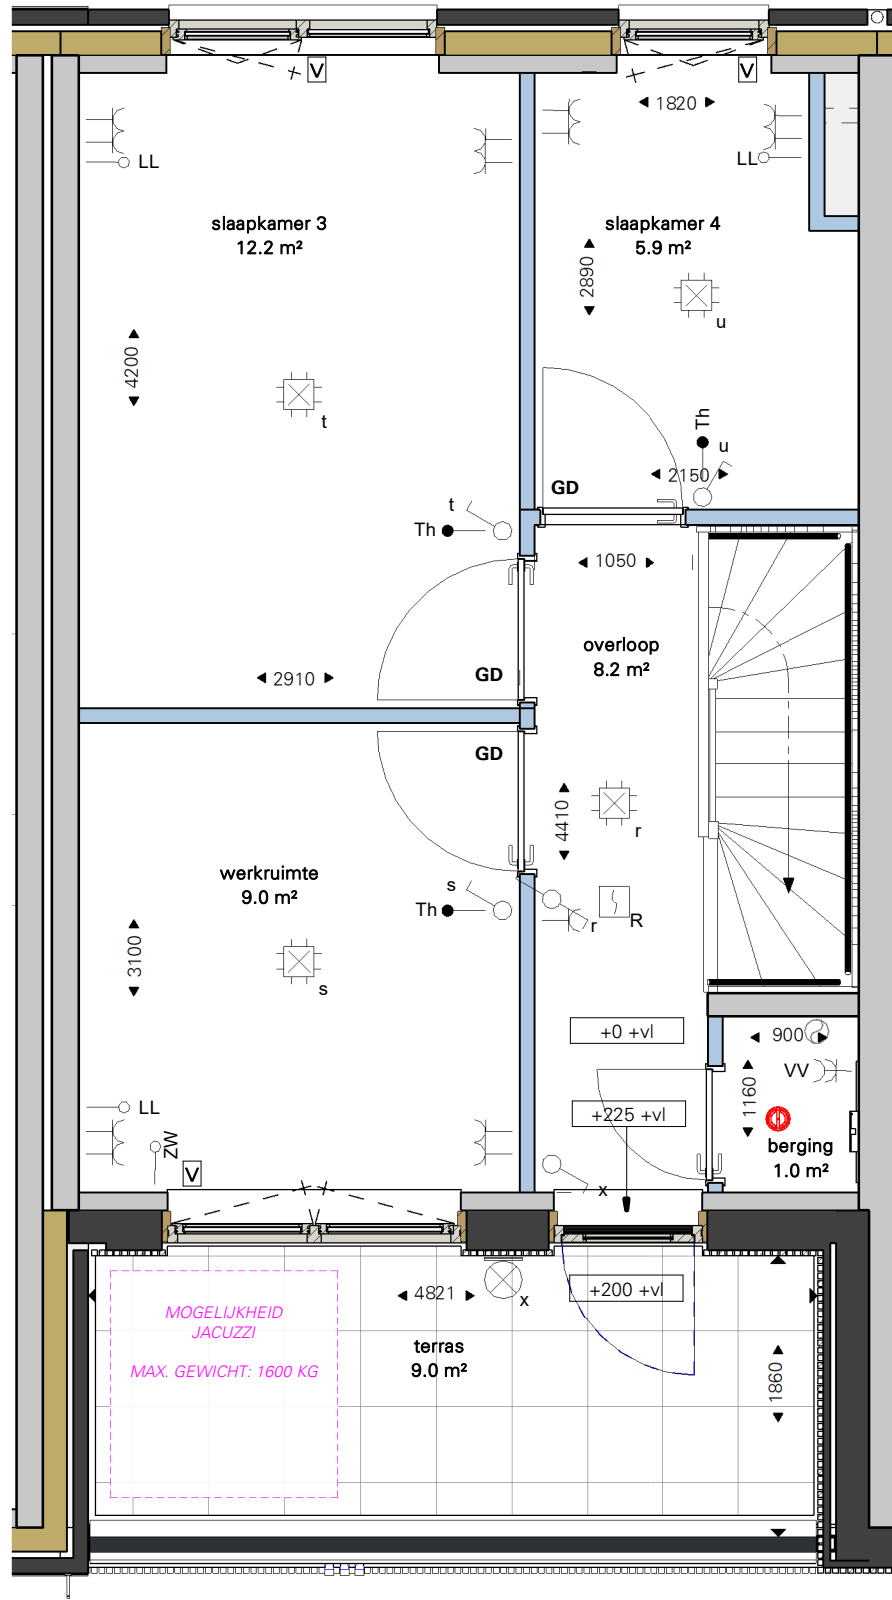 V
V
1820
LL
LL
slaapkamer 3
12.2 m²
slaapkamer 4
5.9 m²
2890
u
4200
t
Th
u
2150
GD
t
Th
1050
overloop
8.2 m²
GD
2910
GD
4410
r
werkruimte
9.0 m²
s
Th
r
R
3100
s
+0 +vl
900
VV
1160
LL
+225 +vl
ZW
berging
1.0 m²
V
x
+200 +vl
4821
x
MOGELIJKHEID
JACUZZI
MAX. GEWICHT: 1600 KG
terras
9.0 m²
1860